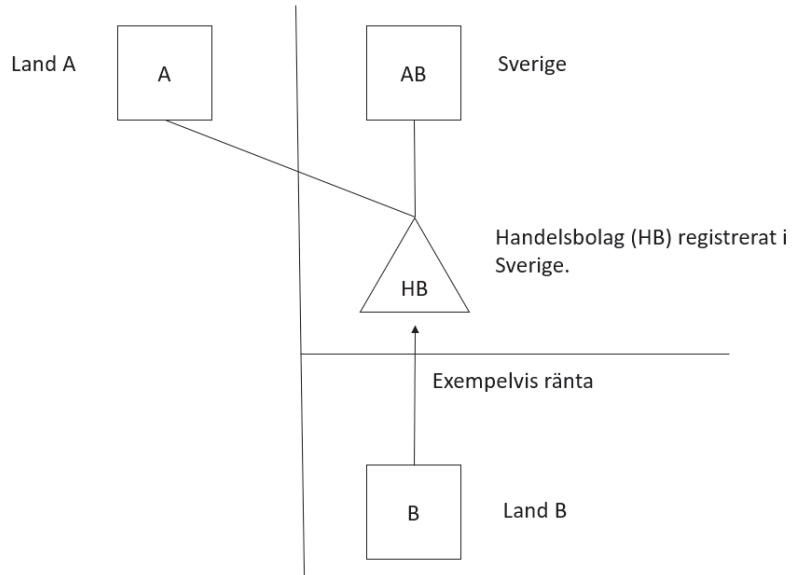 Land A
A
AB
Sverige
Handelsbolag (HB) registrerat i
Sverige.
HB
Exempelvis ränta
B
Land B